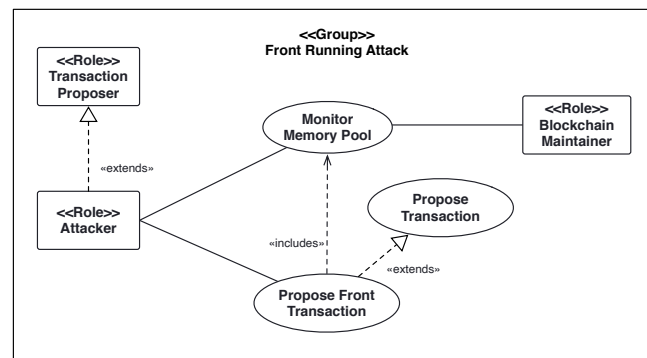 <<Group>>
Front Running Attack
<<Role>>
Transaction
Proposer
Monitor
Memory Pool
<<Role>>
Blockchain
Maintainer
«extends»
<<Role>>
Attacker
Propose
Transaction
«includes»
«extends»
Propose Front
Transaction